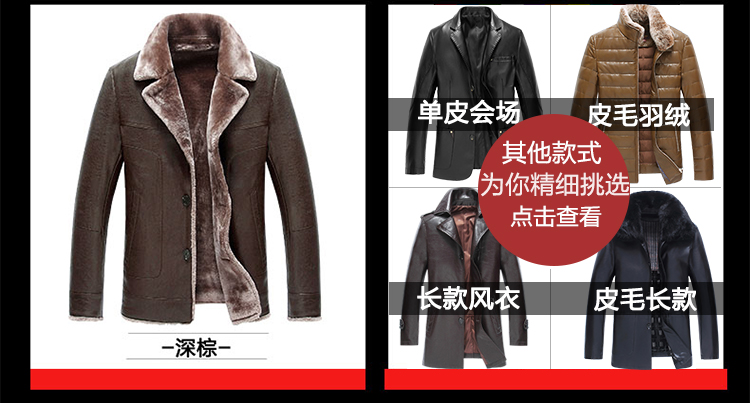 –深棕–
单皮会场
皮毛羽绒
其他款式
为你精细挑选
点击查看
长款风衣
皮毛长款